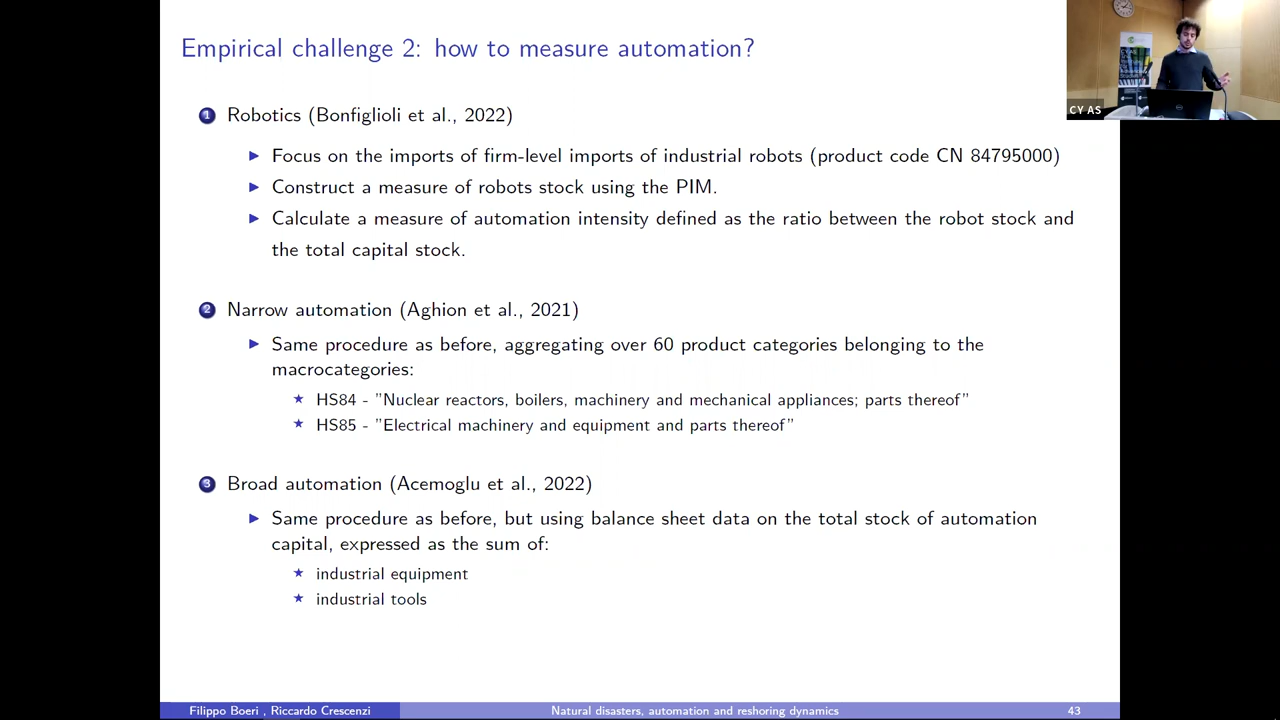 Empirical challenge 2: how to measure automation?
CY AS
1 Robotics (Bonfiglioli et al., 2022)
Focus on the imports of firm-level imports of industrial robots (product code CN 84795000)
Construct a measure of robots stock using the PIM.
Calculate a measure of automation intensity defined as the ratio between the robot stock and
the total capital stock.
2 Narrow automation (Aghion et al., 2021)
Same procedure as before, aggregating over 60 product categories belonging to the
macrocategories:
HS84 - "Nuclear reactors, boilers, machinery and mechanical appliances; parts thereof"
HS85 - "Electrical machinery and equipment and parts thereof"
3 Broad automation (Acemoglu et al., 2022)
Same procedure as before, but using balance sheet data on the total stock of automation
capital, expressed as the sum of:
industrial equipment
industrial tools
Filippo Boeri , Riccardo Crescenzi
Natural disasters, automation and reshoring dynamics
43